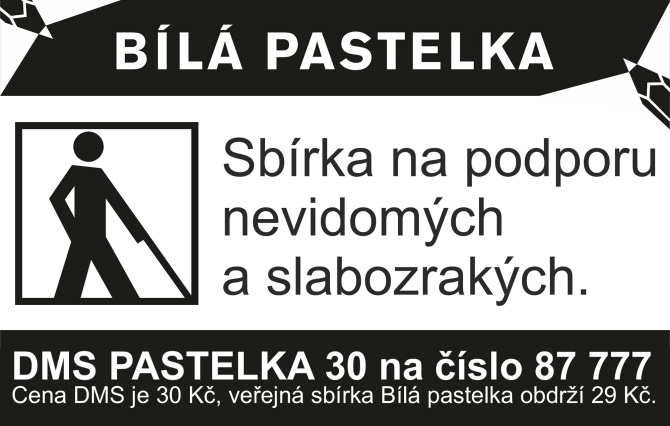 BÍLÁ PASTELKA
Sbírka na podporu
nevidomých
a slabozrakých.
DMS PASTELKA 30 na číslo 87 777
Cena DMS je 30 Kč, veřejná sbírka Bílá pastelka obdrží 29 Kč.